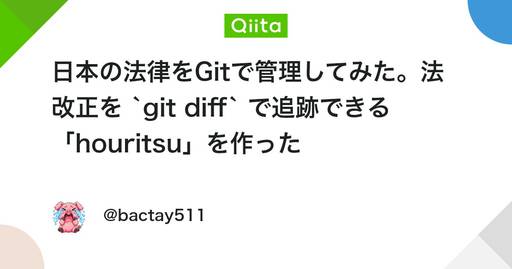 Qiita
日本の法律をGitで管理してみた。法
改正を `git diff` で追跡できる
「houritsu」を作った
@bactay511